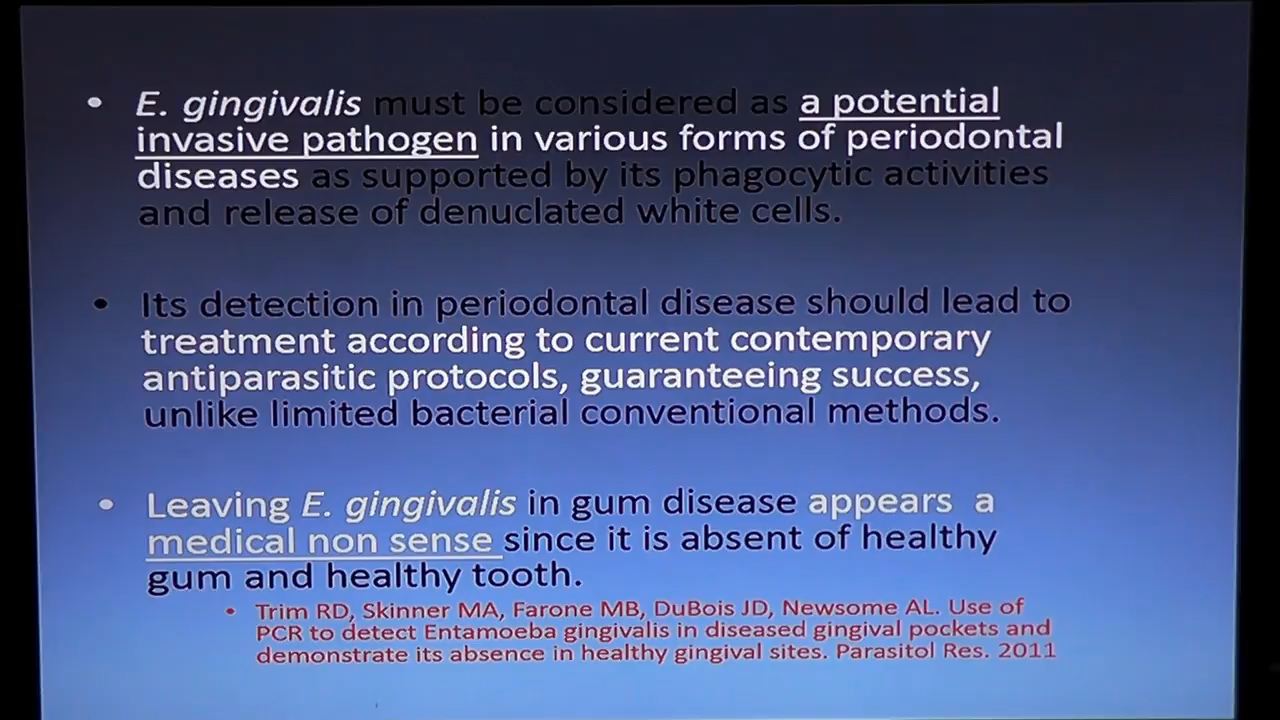 • E. gingivalis must be considered as a potential
invasive pathogen in various forms of periodontal
diseases as supported by its phagocytic activities
and release of denuclated white cells.
• Its detection in periodontal disease should lead to
treatment according to current contemporary
antiparasitic protocols, guaranteeing success,
unlike limited bacterial conventional methods.
• Leaving E. gingivalis in gum disease appears a
medical non sense since it is absent of healthy
gum and healthy tooth.
• Trim RD, Skinner MA, Farone MB, DuBois JD, Newsome AL. Use of
PCR to detect Entamoeba gingivalis in diseased gingival pockets and
demonstrate its absence in healthy gingival sites. Parasitol Res. 2011